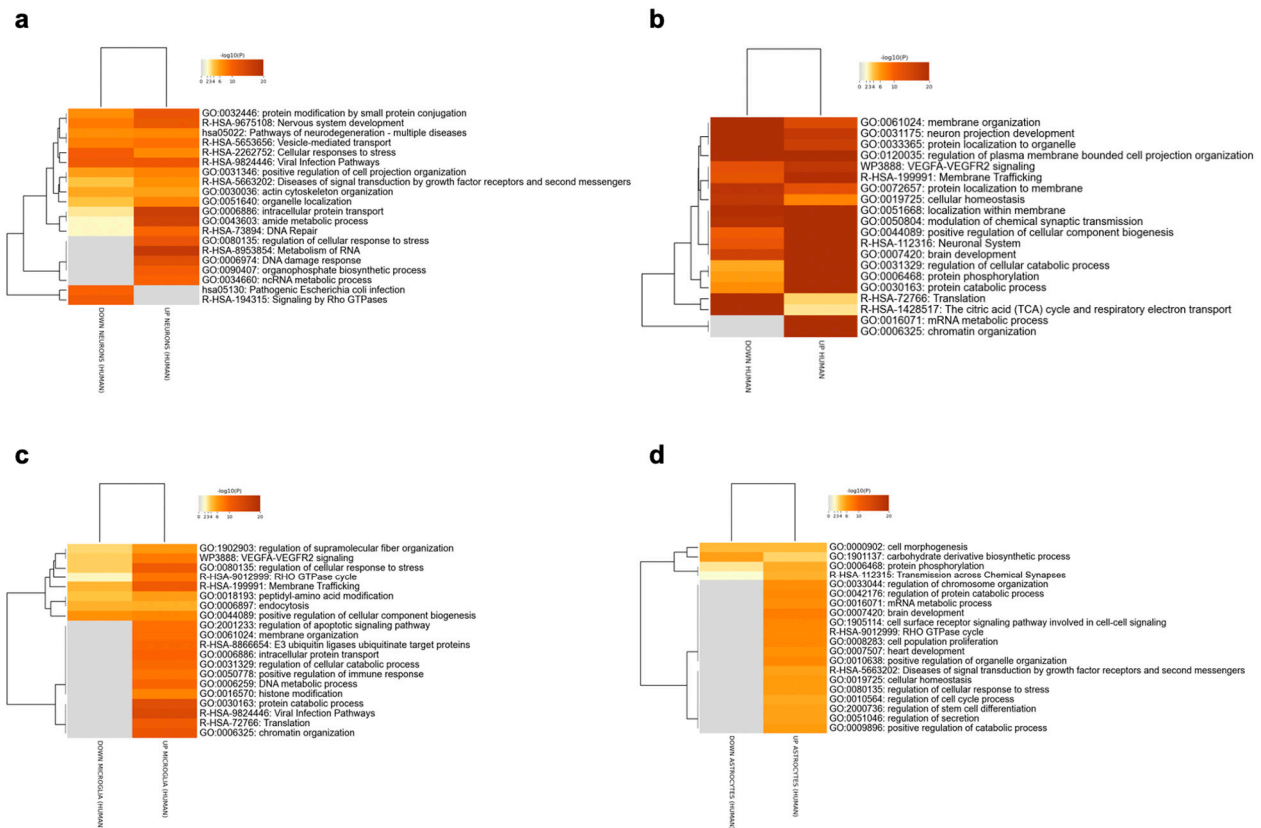 a
-log10(P)
0 2 3 4 6 10 20
GO:0032446: protein modification by small protein conjugation
R-HSA-9675108: Nervous system development
hsa05022: Pathways of neurodegeneration - multiple diseases
R-HSA-5653656: Vesicle-mediated transport
R-HSA-2262752: Cellular responses to stress
R-HSA-9824446: Viral Infection Pathways
GO:0031346: positive regulation of cell projection organization
R-HSA-5663202: Diseases of signal transduction by growth factor receptors and second messengers
GO:0030036: actin cytoskeleton organization
GO:0051640: organelle localization
GO:0006886: intracellular protein transport
GO:0043603: amide metabolic process
R-HSA-73894: DNA Repair
GO:0080135: regulation of cellular response to stress
R-HSA-8953854: Metabolism of RNA
GO:0006974: DNA damage response
GO:0090407: organophosphate biosynthetic process
GO:0034660: ncRNA metabolic process
hsa05130: Pathogenic Escherichia coli infection
R-HSA-194315: Signaling by Rho GTPases
DOWN NEURONS (HUMAN)
UP NEURONS (HUMAN)
b
-log10(P)
0 2 3 4 6 10 20
GO:0061024: membrane organization
GO:0031175: neuron projection development
GO:0033365: protein localization to organelle
GO:0120035: regulation of plasma membrane bounded cell projection organization
WP3888: VEGFA-VEGFR2 signaling
R-HSA-199991: Membrane Trafficking
GO:0072657: protein localization to membrane
GO:0019725: cellular homeostasis
GO:0051668: localization within membrane
GO:0050804: modulation of chemical synaptic transmission
GO:0044089: positive regulation of cellular component biogenesis
R-HSA-112316: Neuronal System
GO:0007420: brain development
GO:0031329: regulation of cellular catabolic process
GO:0006468: protein phosphorylation
GO:0030163: protein catabolic process
R-HSA-72766: Translation
R-HSA-1428517: The citric acid (TCA) cycle and respiratory electron transport
GO:0016071: mRNA metabolic process
GO:0006325: chromatin organization
DOWN HUMAN
UP HUMAN
c
-log10(P)
0 2 3 4 6 10 20
GO:1902903: regulation of supramolecular fiber organization
WP3888: VEGFA-VEGFR2 signaling
GO:0080135: regulation of cellular response to stress
R-HSA-9012999: RHO GTPase cycle
R-HSA-199991: Membrane Trafficking
GO:0018193: peptidyl-amino acid modification
GO:0006897: endocytosis
GO:0044089: positive regulation of cellular component biogenesis
GO:2001233: regulation of apoptotic signaling pathway
GO:0061024: membrane organization
R-HSA-8866654: E3 ubiquitin ligases ubiquitinate target proteins
GO:0006886: intracellular protein transport
GO:0031329: regulation of cellular catabolic process
GO:0050778: positive regulation of immune response
GO:0006259: DNA metabolic process
GO:0016570: histone modification
GO:0030163: protein catabolic process
R-HSA-9824446: Viral Infection Pathways
R-HSA-72766: Translation
GO:0006325: chromatin organization
DOWN MICROGLIA (HUMAN
UP MICROGLIA (HUMAN)
d
-log10(P)
0 2 3 4 6 10 20
GO:0000902: cell morphogenesis
GO:1901137: carbohydrate derivative biosynthetic process
GO:0006468: protein phosphorylation
R-HSA-112315: Transmission across Chemical Synapses
GO:0033044: regulation of chromosome organization
GO:0042176: regulation of protein catabolic process
GO:0016071: mRNA metabolic process
GO:0007420: brain development
GO:1905114: cell surface receptor signaling pathway involved in cell-cell signaling
R-HSA-9012999: RHO GTPase cycle
GO:0008283: cell population proliferation
GO:0007507: heart development
GO:0010638: positive regulation of organelle organization
R-HSA-5663202: Diseases of signal transduction by growth factor receptors and second messengers
GO:0019725: cellular homeostasis
GO:0080135: regulation of cellular response to stress
GO:0010564: regulation of cell cycle process
GO:2000736: regulation of stem cell differentiation
GO:0051046: regulation of secretion
GO:0009896: positive regulation of catabolic process
DOWN ASTROCYTES (HUMAN)
UP ASTROCYTES (HUMAN)